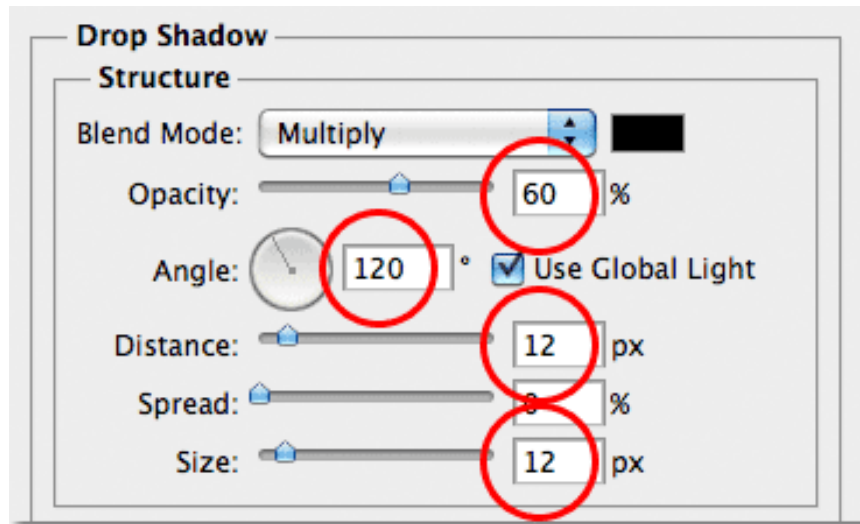 Drop Shadow
Structure
Blend Mode: Multiply
Opacity: 60 %
Angle: 120 ° Use Global Light
Distance: 12 px
Spread: 0 %
Size: 12 px